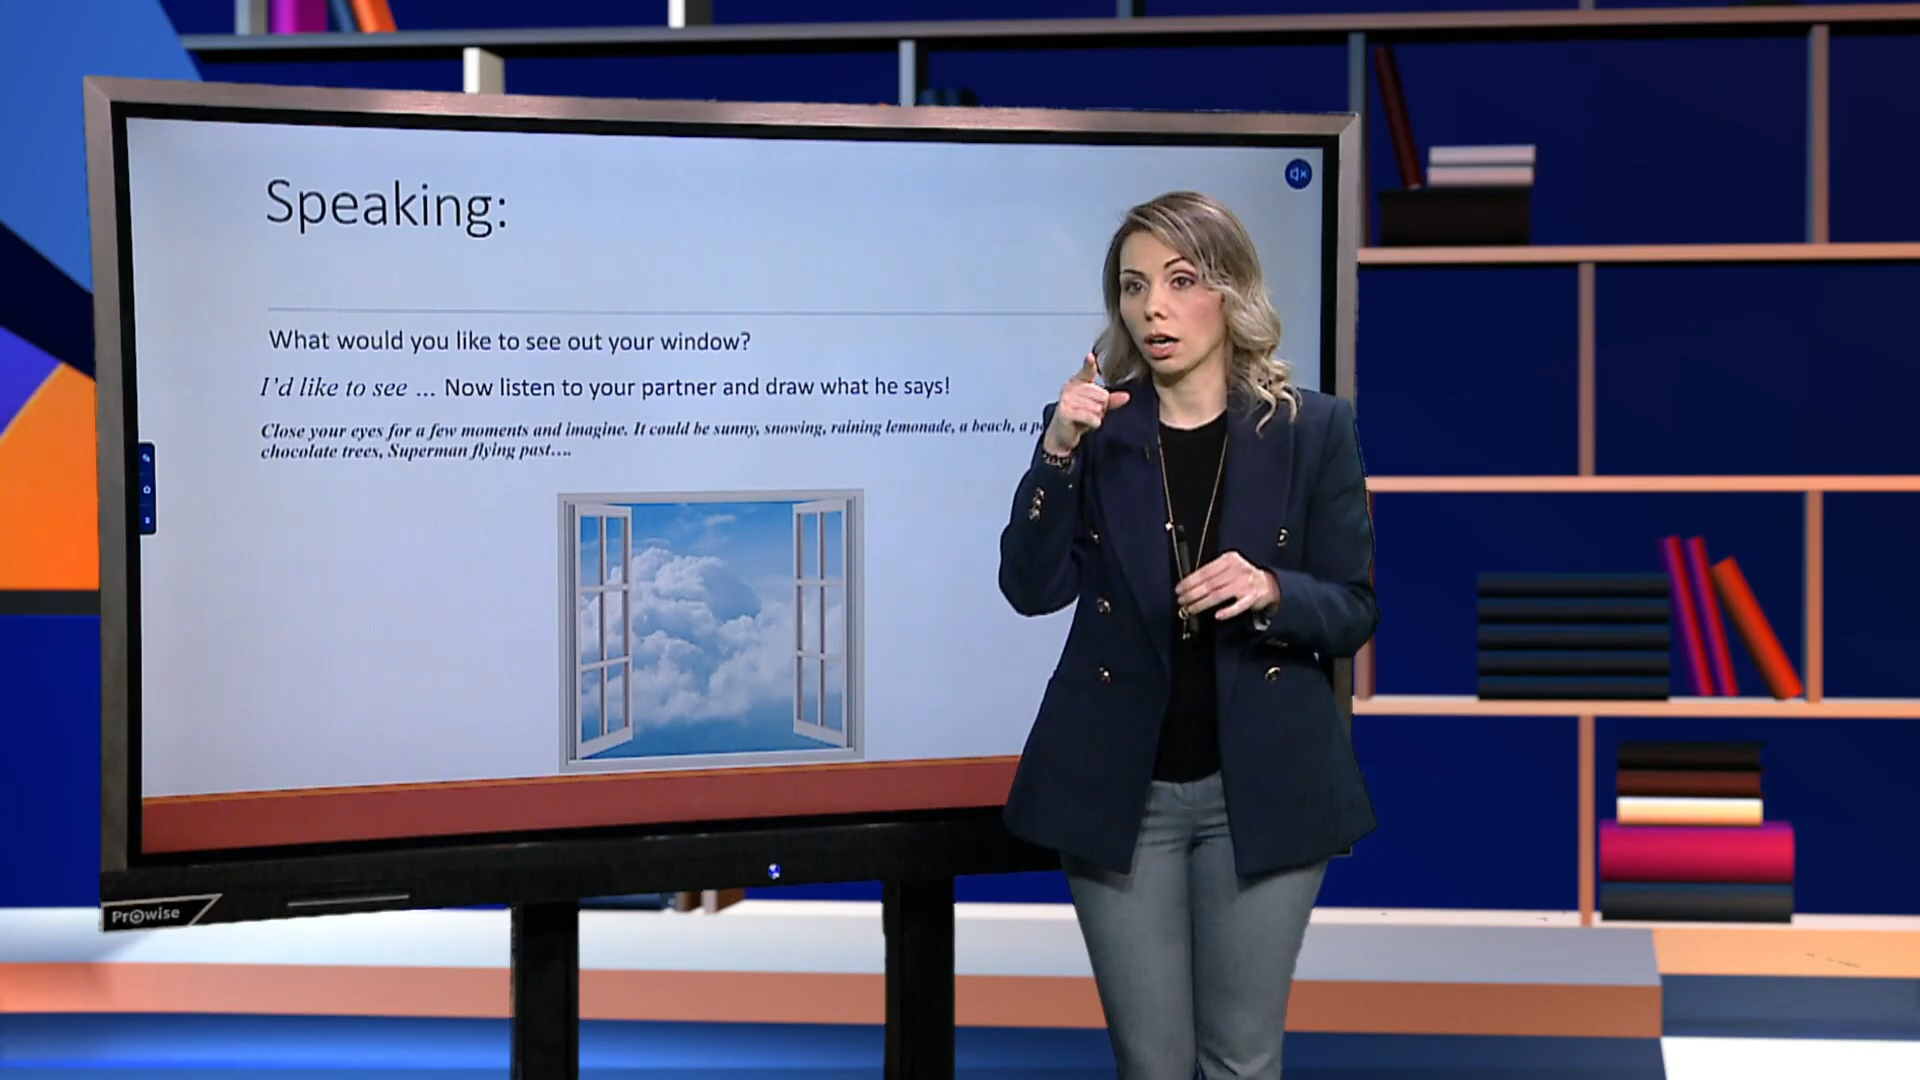 Speaking:
What would you like to see out your window?
I'd like to see ... Now listen to your partner and draw what he says!
Close your eyes for a few moments and imagine. It could be sunny, snowing, raining lemonade, a beach, a
chocolate trees, Superman flying past....
Prowise